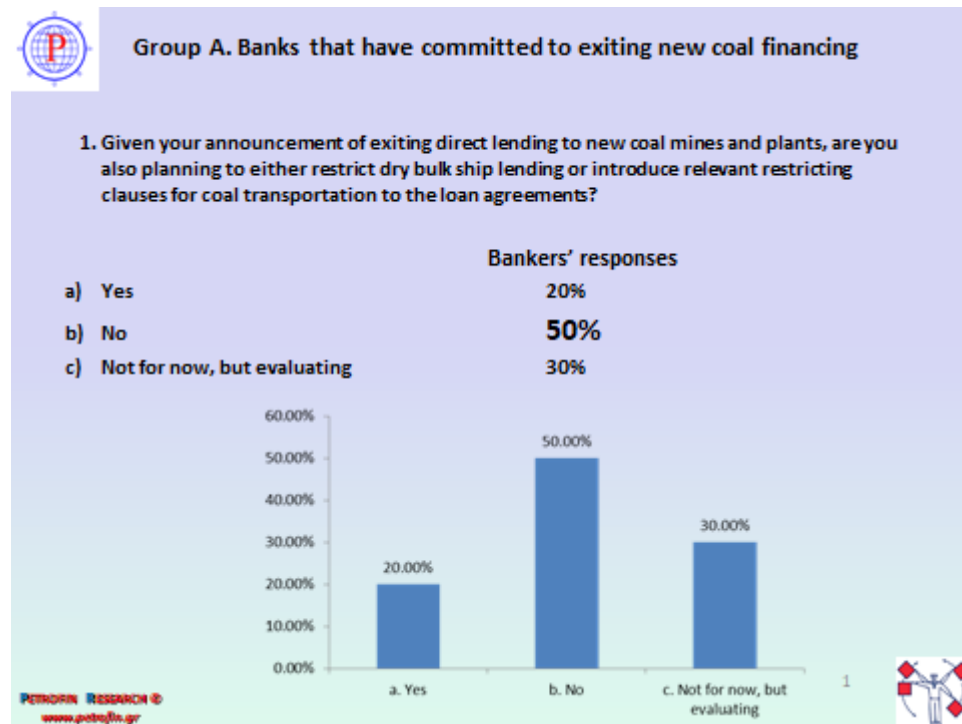 P
Group A. Banks that have committed to exiting new coal financing
1. Given your announcement of exiting direct lending to new coal mines and plants, are you
also planning to either restrict dry bulk ship lending or introduce relevant restricting
clauses for coal transportation to the loan agreements?
Bankers’ responses
a) Yes 20%
b) No 50%
c) Not for now, but evaluating 30%
60.00%
50.00%
40.00%
30.00%
20.00%
10.00%
0.00%
20.00%
50.00%
30.00%
a. Yes
b. No
c. Not for now, but
evaluating
1
PETROFIN RESEARCH ©
www.petrofin.gr